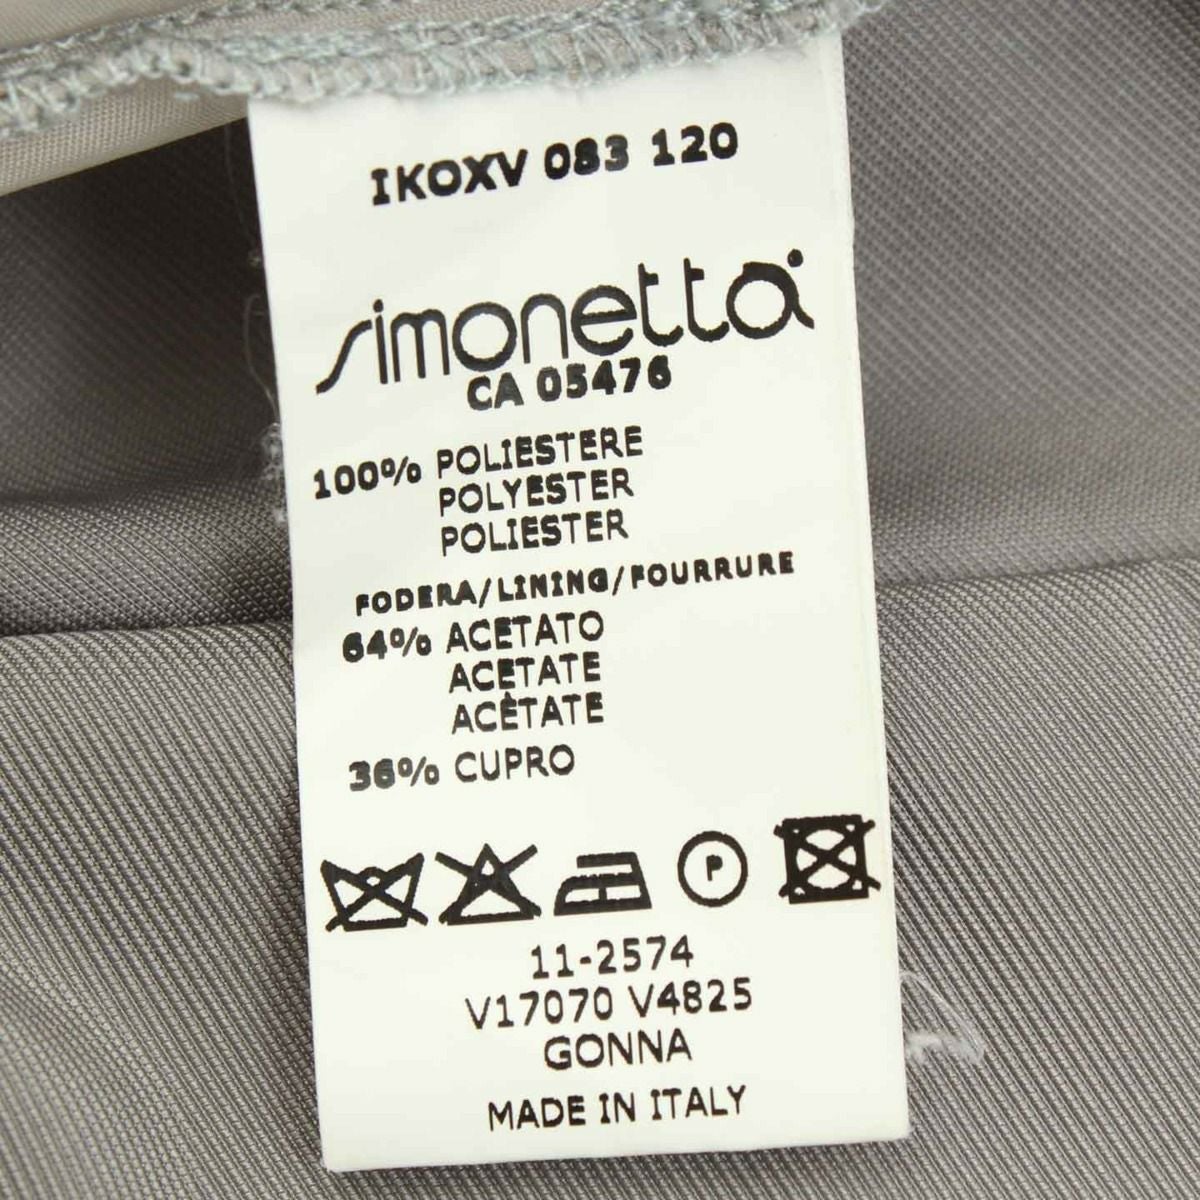 IKOXV 083 120
simonetta
CA 05476
100% POLIESTERE
POLYESTER
POLIESTER
FODERA/LINING/FOURRURE
64% ACETATO
ACETATE
ACÈTATE
36% CUPRO
P
11-2574
V17070 V4825
GONNA
MADE IN ITALY